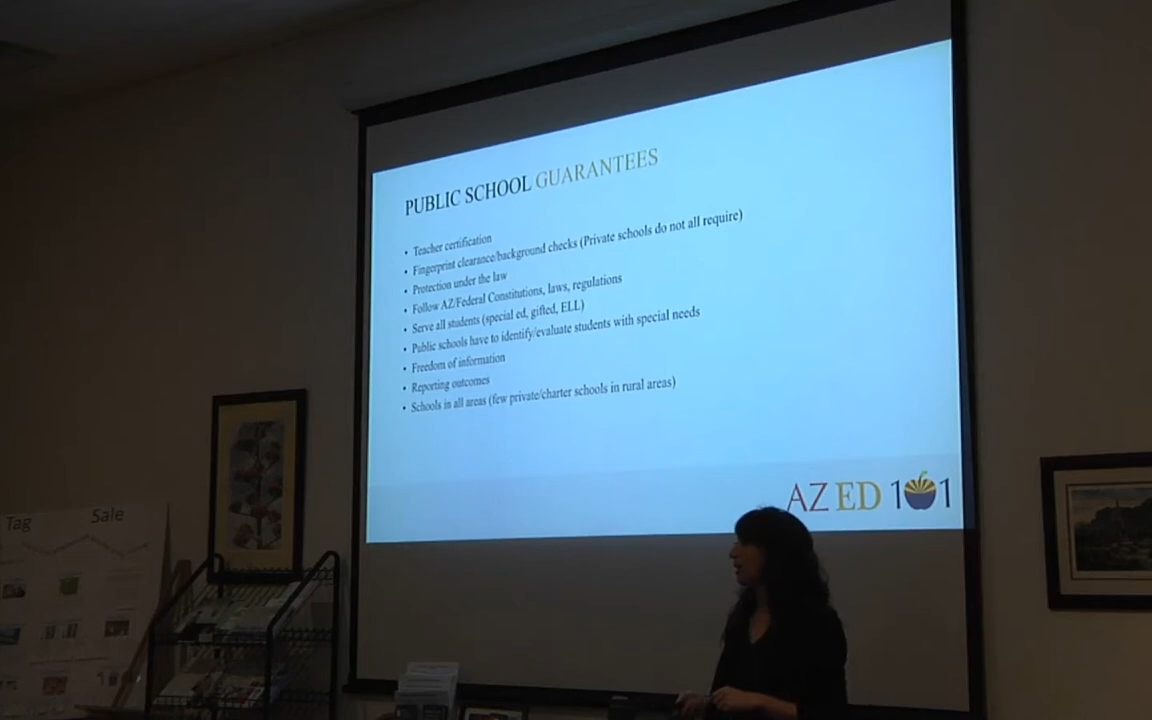 PUBLIC SCHOOL GUARANTEES
• Teacher certification
• Fingerprint clearance/background checks (Private schools do not all require)
• Protection under the law
• Follow AZ/Federal Constitutions, laws, regulations
• Serve all students (special ed, gifted, ELL)
• Public schools have to identify/evaluate students with special needs
• Freedom of information
• Reporting outcomes
• Schools in all areas (few private/charter schools in rural areas)
AZ ED 101
Tag Sale